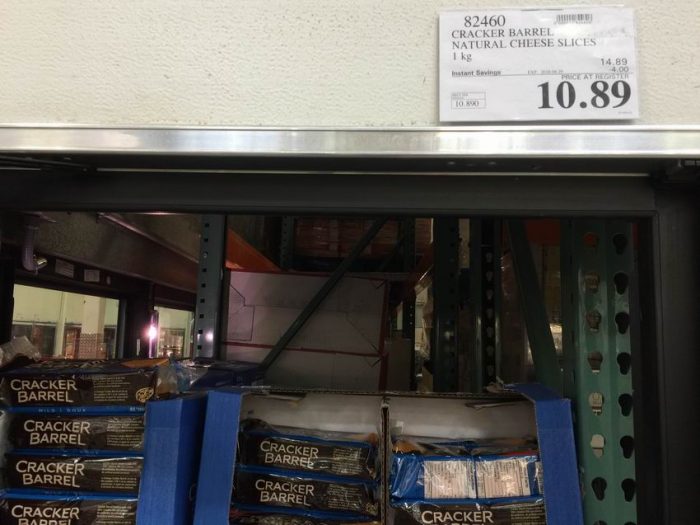 82460
CRACKER BARREL
NATURAL CHEESE SLICES
1 kg
14.89
Instant Savings
-4.00
PRICE AT REGISTER
10.890
10.89
CRACKER
BARREL
CRACKER
BARREL
CRACKER
BARREL
CRACKER
BARREL
CRACKER
BARREL
CRACKER
BARREL
CRACKER BARREL